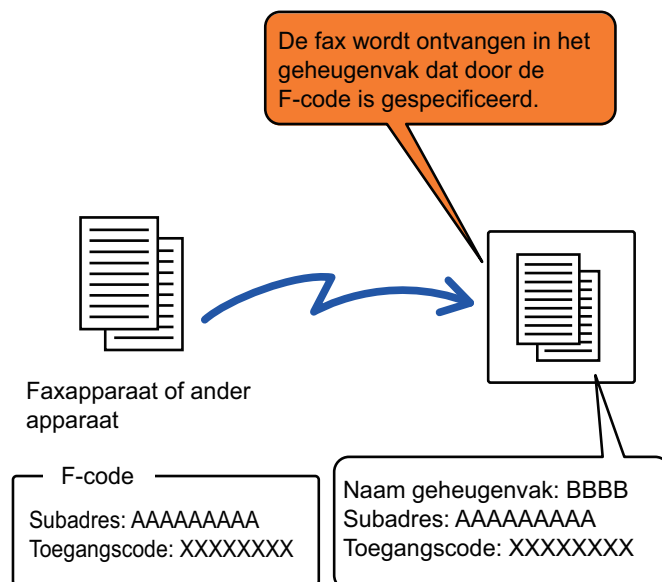 De fax wordt ontvangen in het
geheugenvak dat door de
F-code is gespecificeerd.
Faxapparaat of ander
apparaat
F-code
Subadres: AAAAAAAAA
Toegangscode: XXXXXXXX
Naam geheugenvak: BBBB
Subadres: AAAAAAAAA
Toegangscode: XXXXXXXX